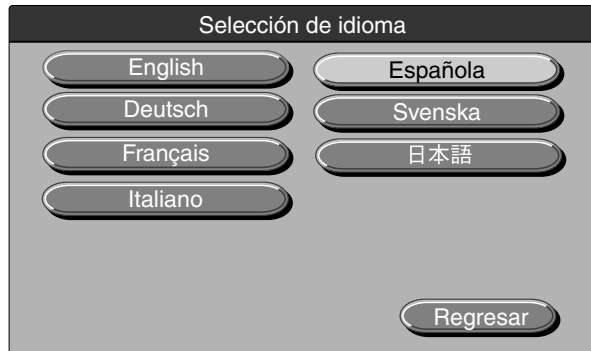 Selección de idioma
English
Española
Deutsch
Svenska
Français
日本語
Italiano
Regresar